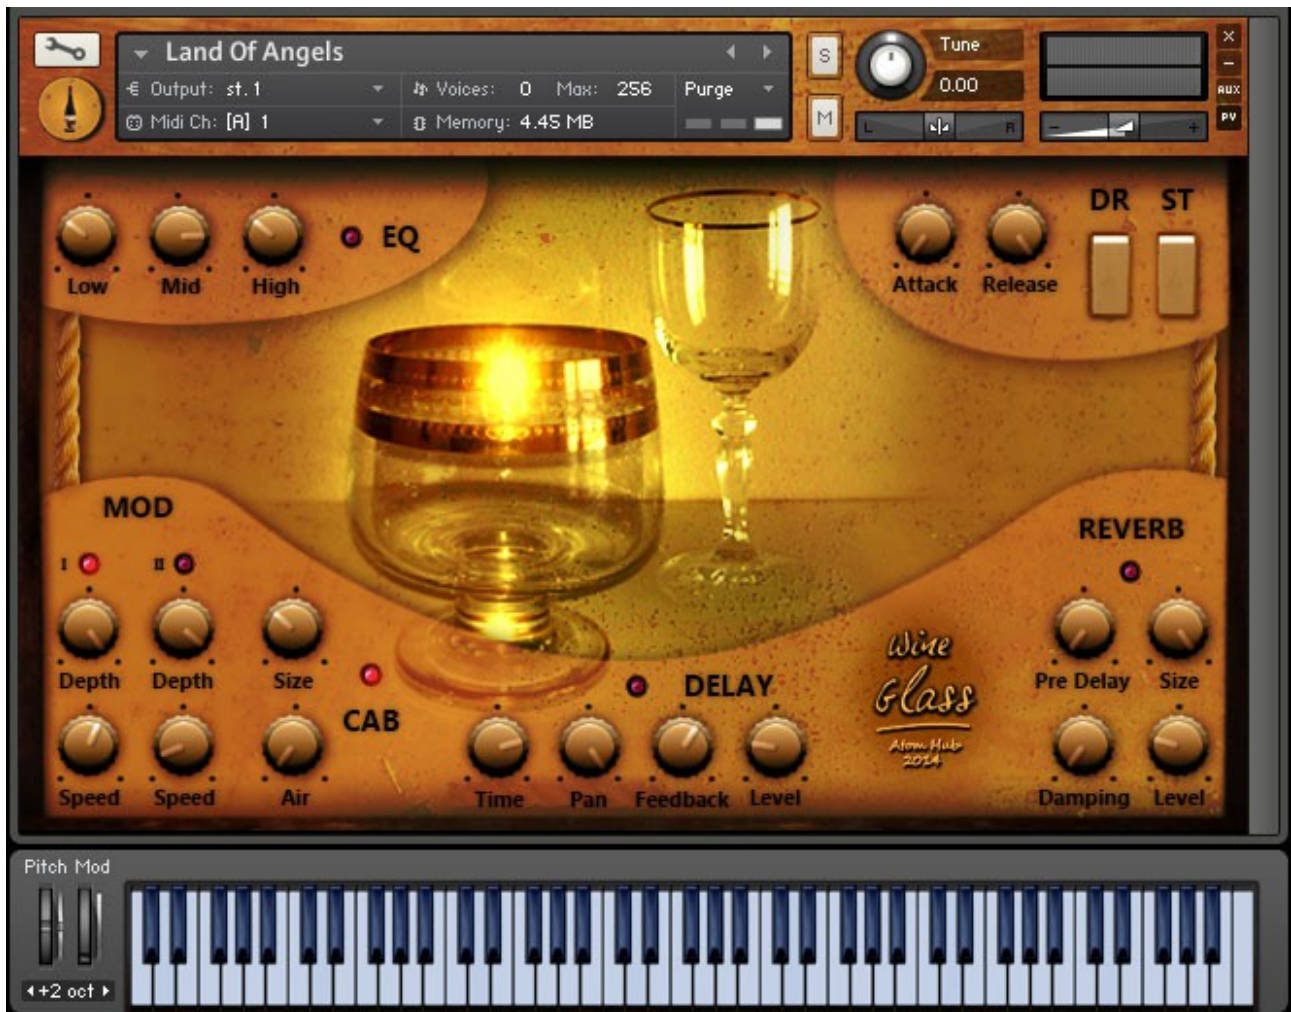 Land Of Angels
S
Tune
X
Output: st.1
Voices: 0 Max: 256
Purge
0.00
AUX
Midi Ch: [A] 1
Memory: 4.45 MB
M
L
R
PV
DR
ST
EQ
Low
Mid
High
Attack
Release
MOD
REVERB
I
II
Depth
Depth
Size
DELAY
Wine
Glass
Pre Delay
Size
CAB
Atom Hub
2014
Speed
Speed
Air
Time
Pan
Feedback
Level
Damping
Level
Pitch Mod
+2 oct